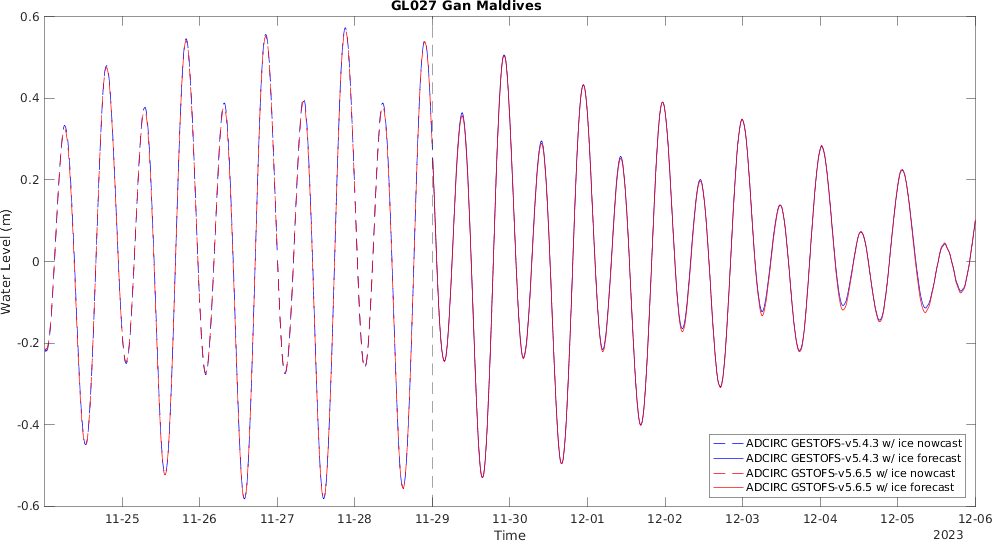 GL027 Gan Maldives
0.6
0.4
0.2
0
-0.2
-0.4
-0.6
Water Level (m)
ADCIRC GESTOFS-v5.4.3 w/ ice nowcast
ADCIRC GESTOFS-v5.4.3 w/ ice forecast
ADCIRC GSTOFS-v5.6.5 w/ ice nowcast
ADCIRC GSTOFS-v5.6.5 w/ ice forecast
11-25 11-26 11-27 11-28 11-29 11-30 12-01 12-02 12-03 12-04 12-05 12-06
Time
2023